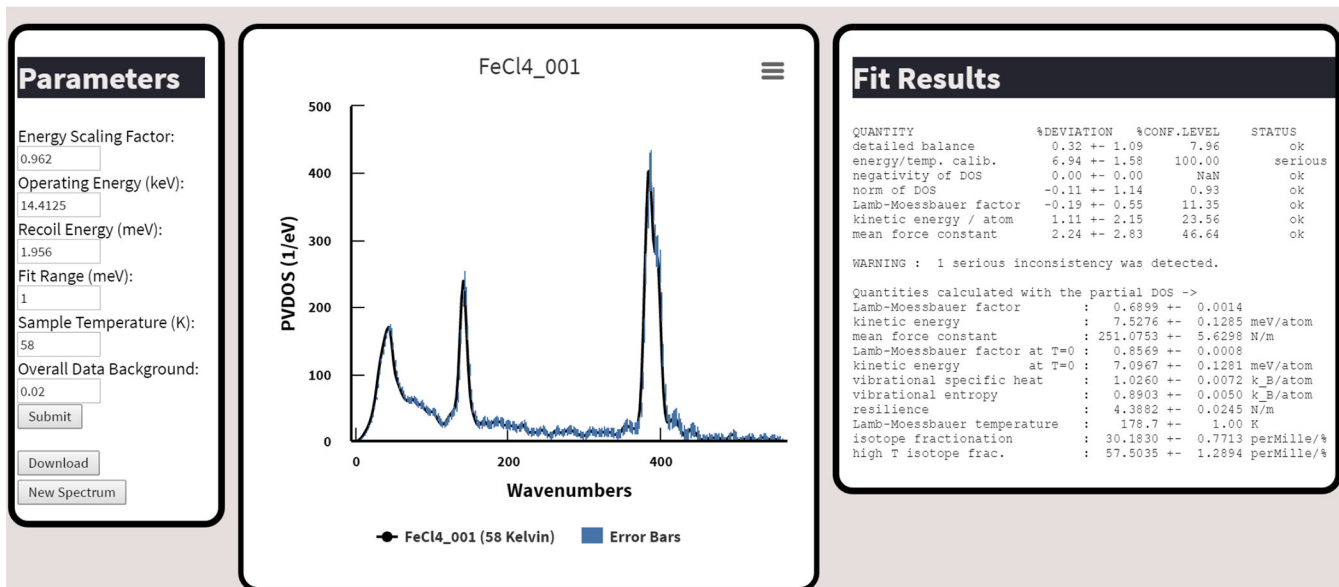 Parameters
Energy Scaling Factor:
0.962
Operating Energy (keV):
14.4125
Recoil Energy (meV):
1.956
Fit Range (meV):
1
Sample Temperature (K):
58
Overall Data Background:
0.02
Submit
Download
New Spectrum
FeCl4_001
PVDOS (1/eV)
500
400
300
200
100
0
0 200 400
Wavenumbers
FeCl4_001 (58 Kelvin) Error Bars
Fit Results
QUANTITY %DEVIATION %CONF.LEVEL STATUS
detailed balance 0.32 +- 1.09 7.96 ok
energy/temp. calib. 6.94 +- 1.58 100.00 serious
negativity of DOS 0.00 +- 0.00 NaN ok
norm of DOS -0.11 +- 1.14 0.93 ok
Lamb-Moessbauer factor -0.19 +- 0.55 11.35 ok
kinetic energy / atom 1.11 +- 2.15 23.56 ok
mean force constant 2.24 +- 2.83 46.64 ok
WARNING : 1 serious inconsistency was detected.
Quantities calculated with the partial DOS ->
Lamb-Moessbauer factor : 0.6899 +- 0.0014
kinetic energy : 7.5276 +- 0.1285 meV/atom
mean force constant : 251.0753 +- 5.6298 N/m
Lamb-Moessbauer factor at T=0 : 0.8569 +- 0.0008
kinetic energy at T=0 : 7.0967 +- 0.1281 meV/atom
vibrational specific heat : 1.0260 +- 0.0072 k_B/atom
vibrational entropy : 0.8903 +- 0.0050 k_B/atom
resilience : 4.3882 +- 0.0245 N/m
Lamb-Moessbauer temperature : 178.7 +- 1.00 K
isotope fractionation : 30.1830 +- 0.7713 perMille/%
high T isotope frac. : 57.5035 +- 1.2894 perMille/%